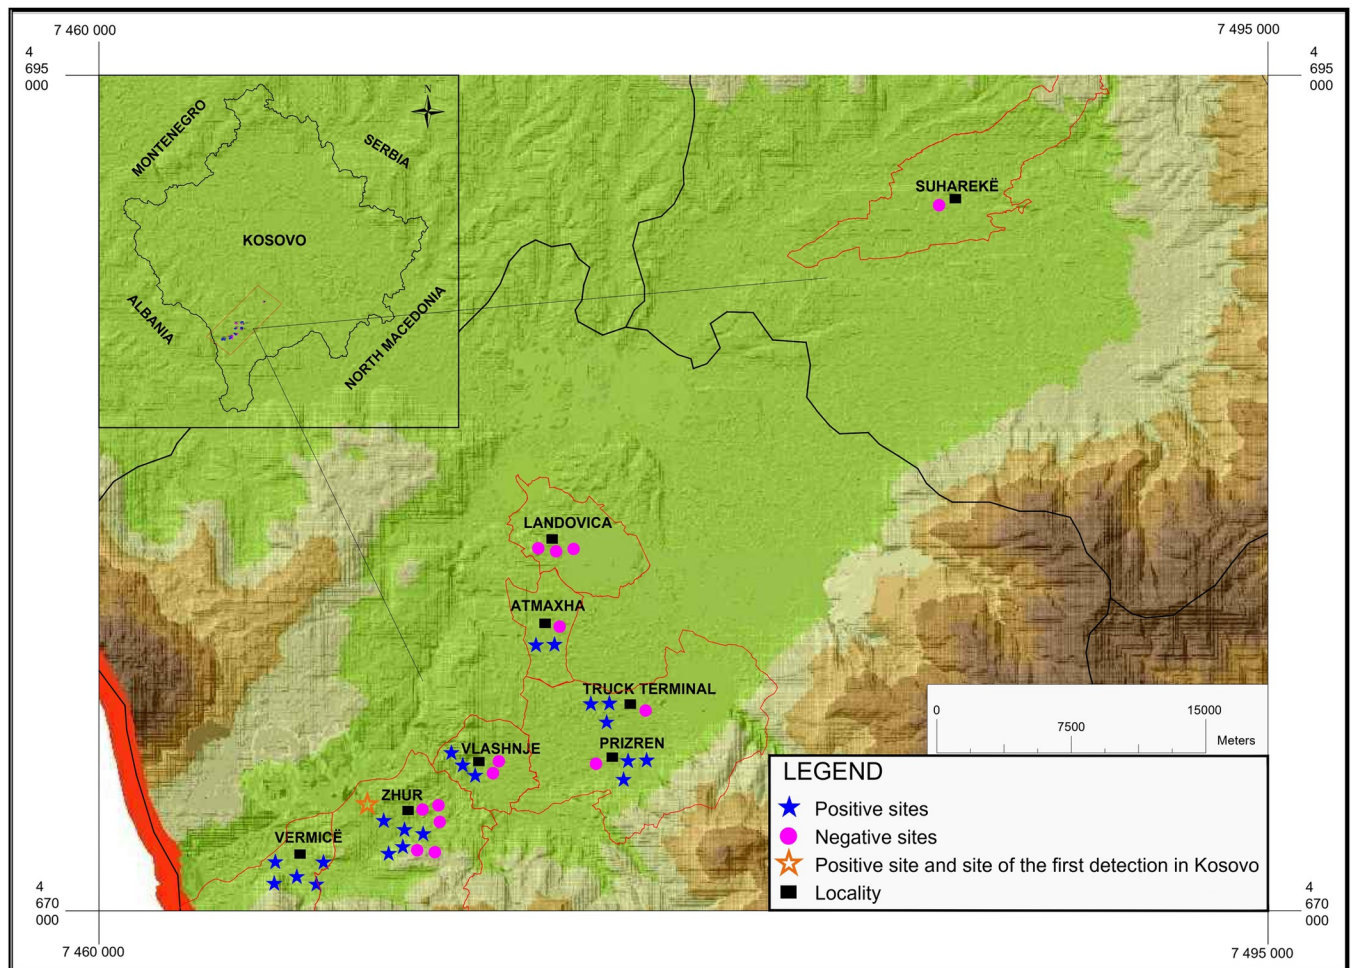 7 460 000
7 495 000
4
695
000
4
695
000
N
MONTENEGRO
SERBIA
KOSOVO
ALBANIA
NORTH MACEDONIA
SUHAREKË
LANDOVICA
ATMAXHA
TRUCK TERMINAL
VLASHNJE
PRIZREN
ZHUR
VERMICË
0
15000
7500
Meters
LEGEND
Positive sites
Negative sites
Positive site and site of the first detection in Kosovo
Locality
4
670
000
4
670
000
7 460 000
7 495 000